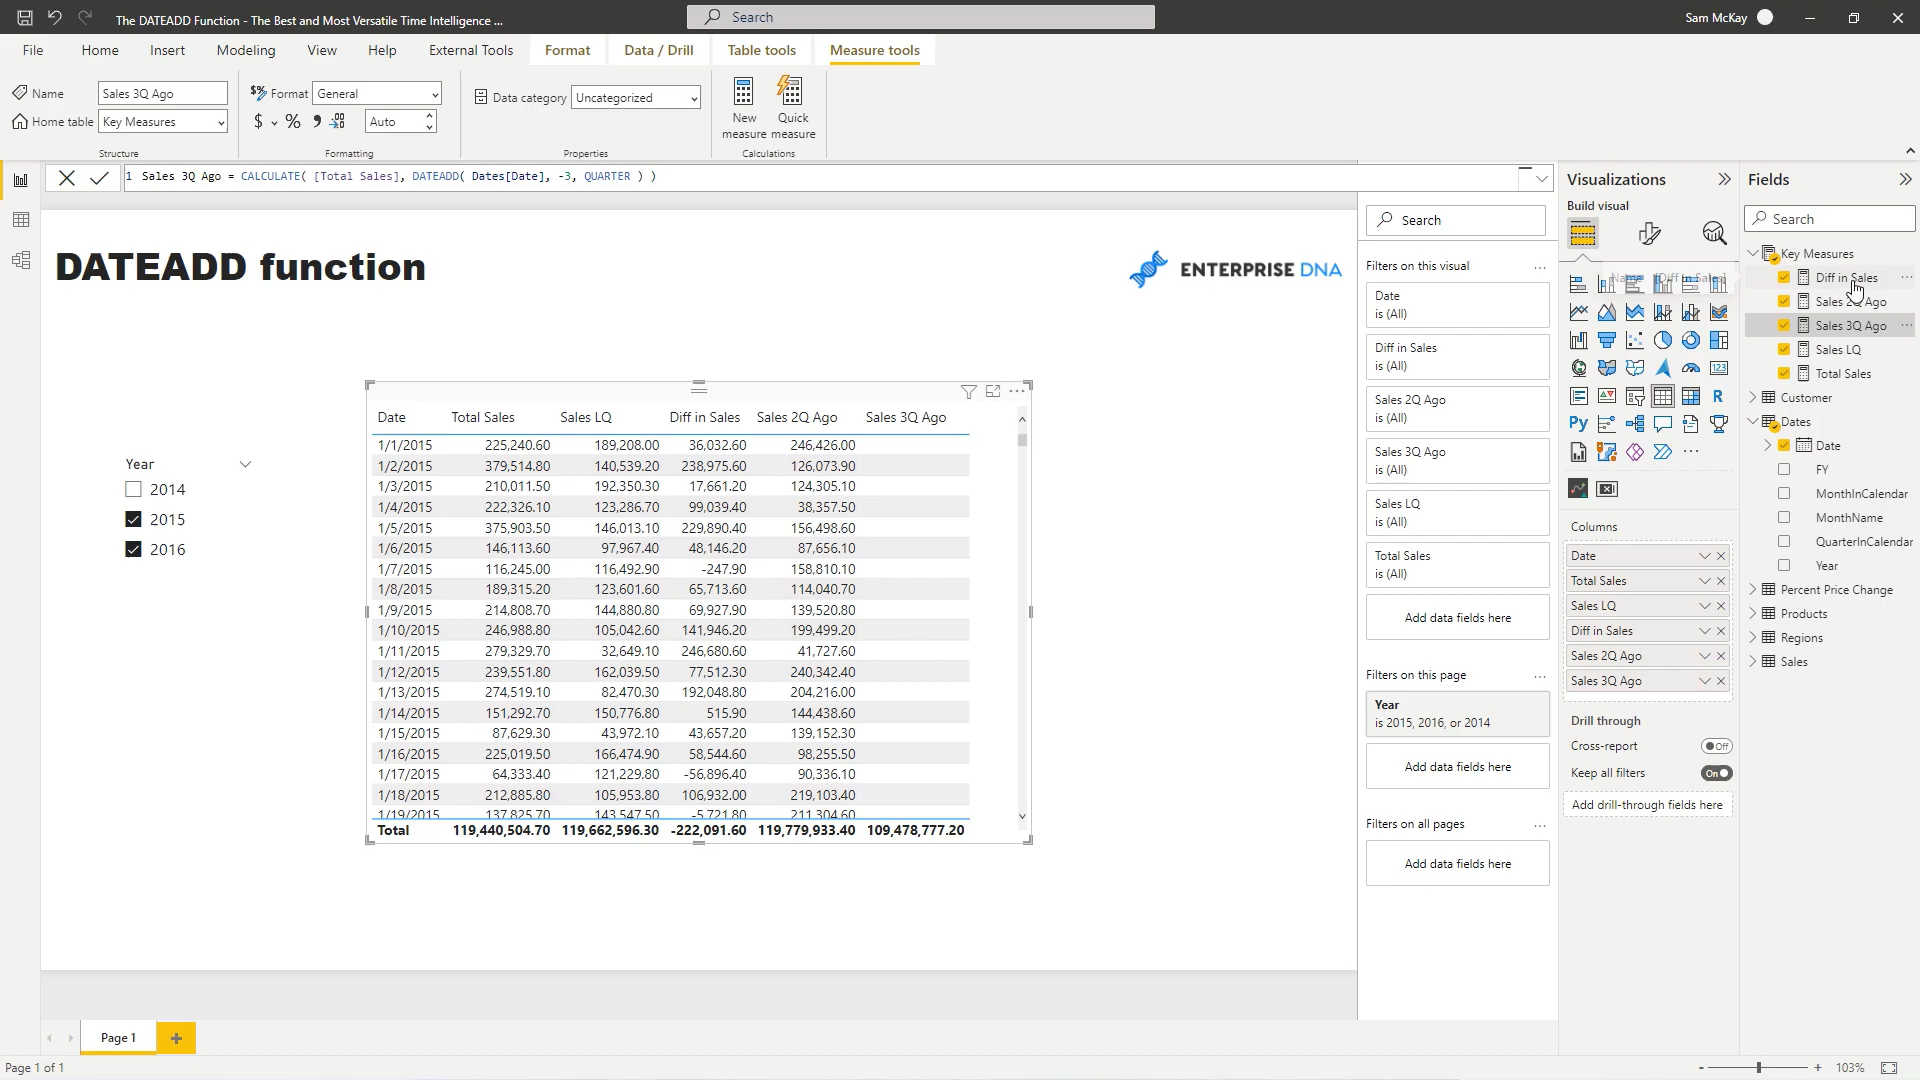 The DATEADD Function - The Best and Most Versatile Time Intelligence ...
Search
Sam McKay
File Home Insert Modeling View Help External Tools Format Data / Drill Table tools Measure tools
Name Sales 3Q Ago
Home table Key Measures
Structure
Format General
$ % Auto
Formatting
Data category Uncategorized
Properties
New measure
Quick measure
Calculations
1 Sales 3Q Ago = CALCULATE( [Total Sales], DATEADD( Dates[Date], -3, QUARTER ) )
DATEADD function
ENTERPRISE DNA
Year
2014
2015
2016
Date Total Sales Sales LQ Diff in Sales Sales 2Q Ago Sales 3Q Ago
1/1/2015 225,240.60 189,208.00 36,032.60 246,426.00
1/2/2015 379,514.80 140,539.20 238,975.60 126,073.90
1/3/2015 210,011.50 192,350.30 17,661.20 124,305.10
1/4/2015 222,326.10 123,286.70 99,039.40 38,357.50
1/5/2015 375,903.50 146,013.10 229,890.40 156,498.60
1/6/2015 146,113.60 97,967.40 48,146.20 87,656.10
1/7/2015 116,245.00 116,492.90 -247.90 158,810.10
1/8/2015 189,315.20 123,601.60 65,713.60 114,040.70
1/9/2015 214,808.70 144,880.80 69,927.90 139,520.80
1/10/2015 246,988.80 105,042.60 141,946.20 199,499.20
1/11/2015 279,329.70 32,649.10 246,680.60 41,727.60
1/12/2015 239,551.80 162,039.50 77,512.30 240,342.40
1/13/2015 274,519.10 82,470.30 192,048.80 204,216.00
1/14/2015 151,292.70 150,776.80 515.90 144,438.60
1/15/2015 87,629.30 43,972.10 43,657.20 139,152.30
1/16/2015 225,019.50 166,474.90 58,544.60 98,255.50
1/17/2015 64,333.40 121,229.80 -56,896.40 90,336.10
1/18/2015 212,885.80 105,953.80 106,932.00 219,103.40
1/19/2015 137,825.70 143,547.50 -5,721.80 211,304.60
Total 119,440,504.70 119,662,596.30 -222,091.60 119,779,933.40 109,478,777.20
Search
Filters on this visual ...
Date
is (All)
Diff in Sales
is (All)
Sales 2Q Ago
is (All)
Sales 3Q Ago
is (All)
Sales LQ
is (All)
Total Sales
is (All)
Add data fields here
Filters on this page ...
Year
is 2015, 2016, or 2014
Add data fields here
Filters on all pages ...
Add data fields here
Visualizations
Build visual
123
R
Py
...
Columns
Date
Total Sales
Sales LQ
Diff in Sales
Sales 2Q Ago
Sales 3Q Ago
Drill through
Cross-report Off
Keep all filters On
Add drill-through fields here
Fields
Search
Key Measures
Diff in Sales ...
Sales 2Q Ago
Sales 3Q Ago ...
Sales LQ
Total Sales
Customer
Dates
Date
FY
MonthInCalendar
MonthName
QuarterInCalendar
Year
Percent Price Change
Products
Regions
Sales
Page 1
Page 1 of 1
- + 103%